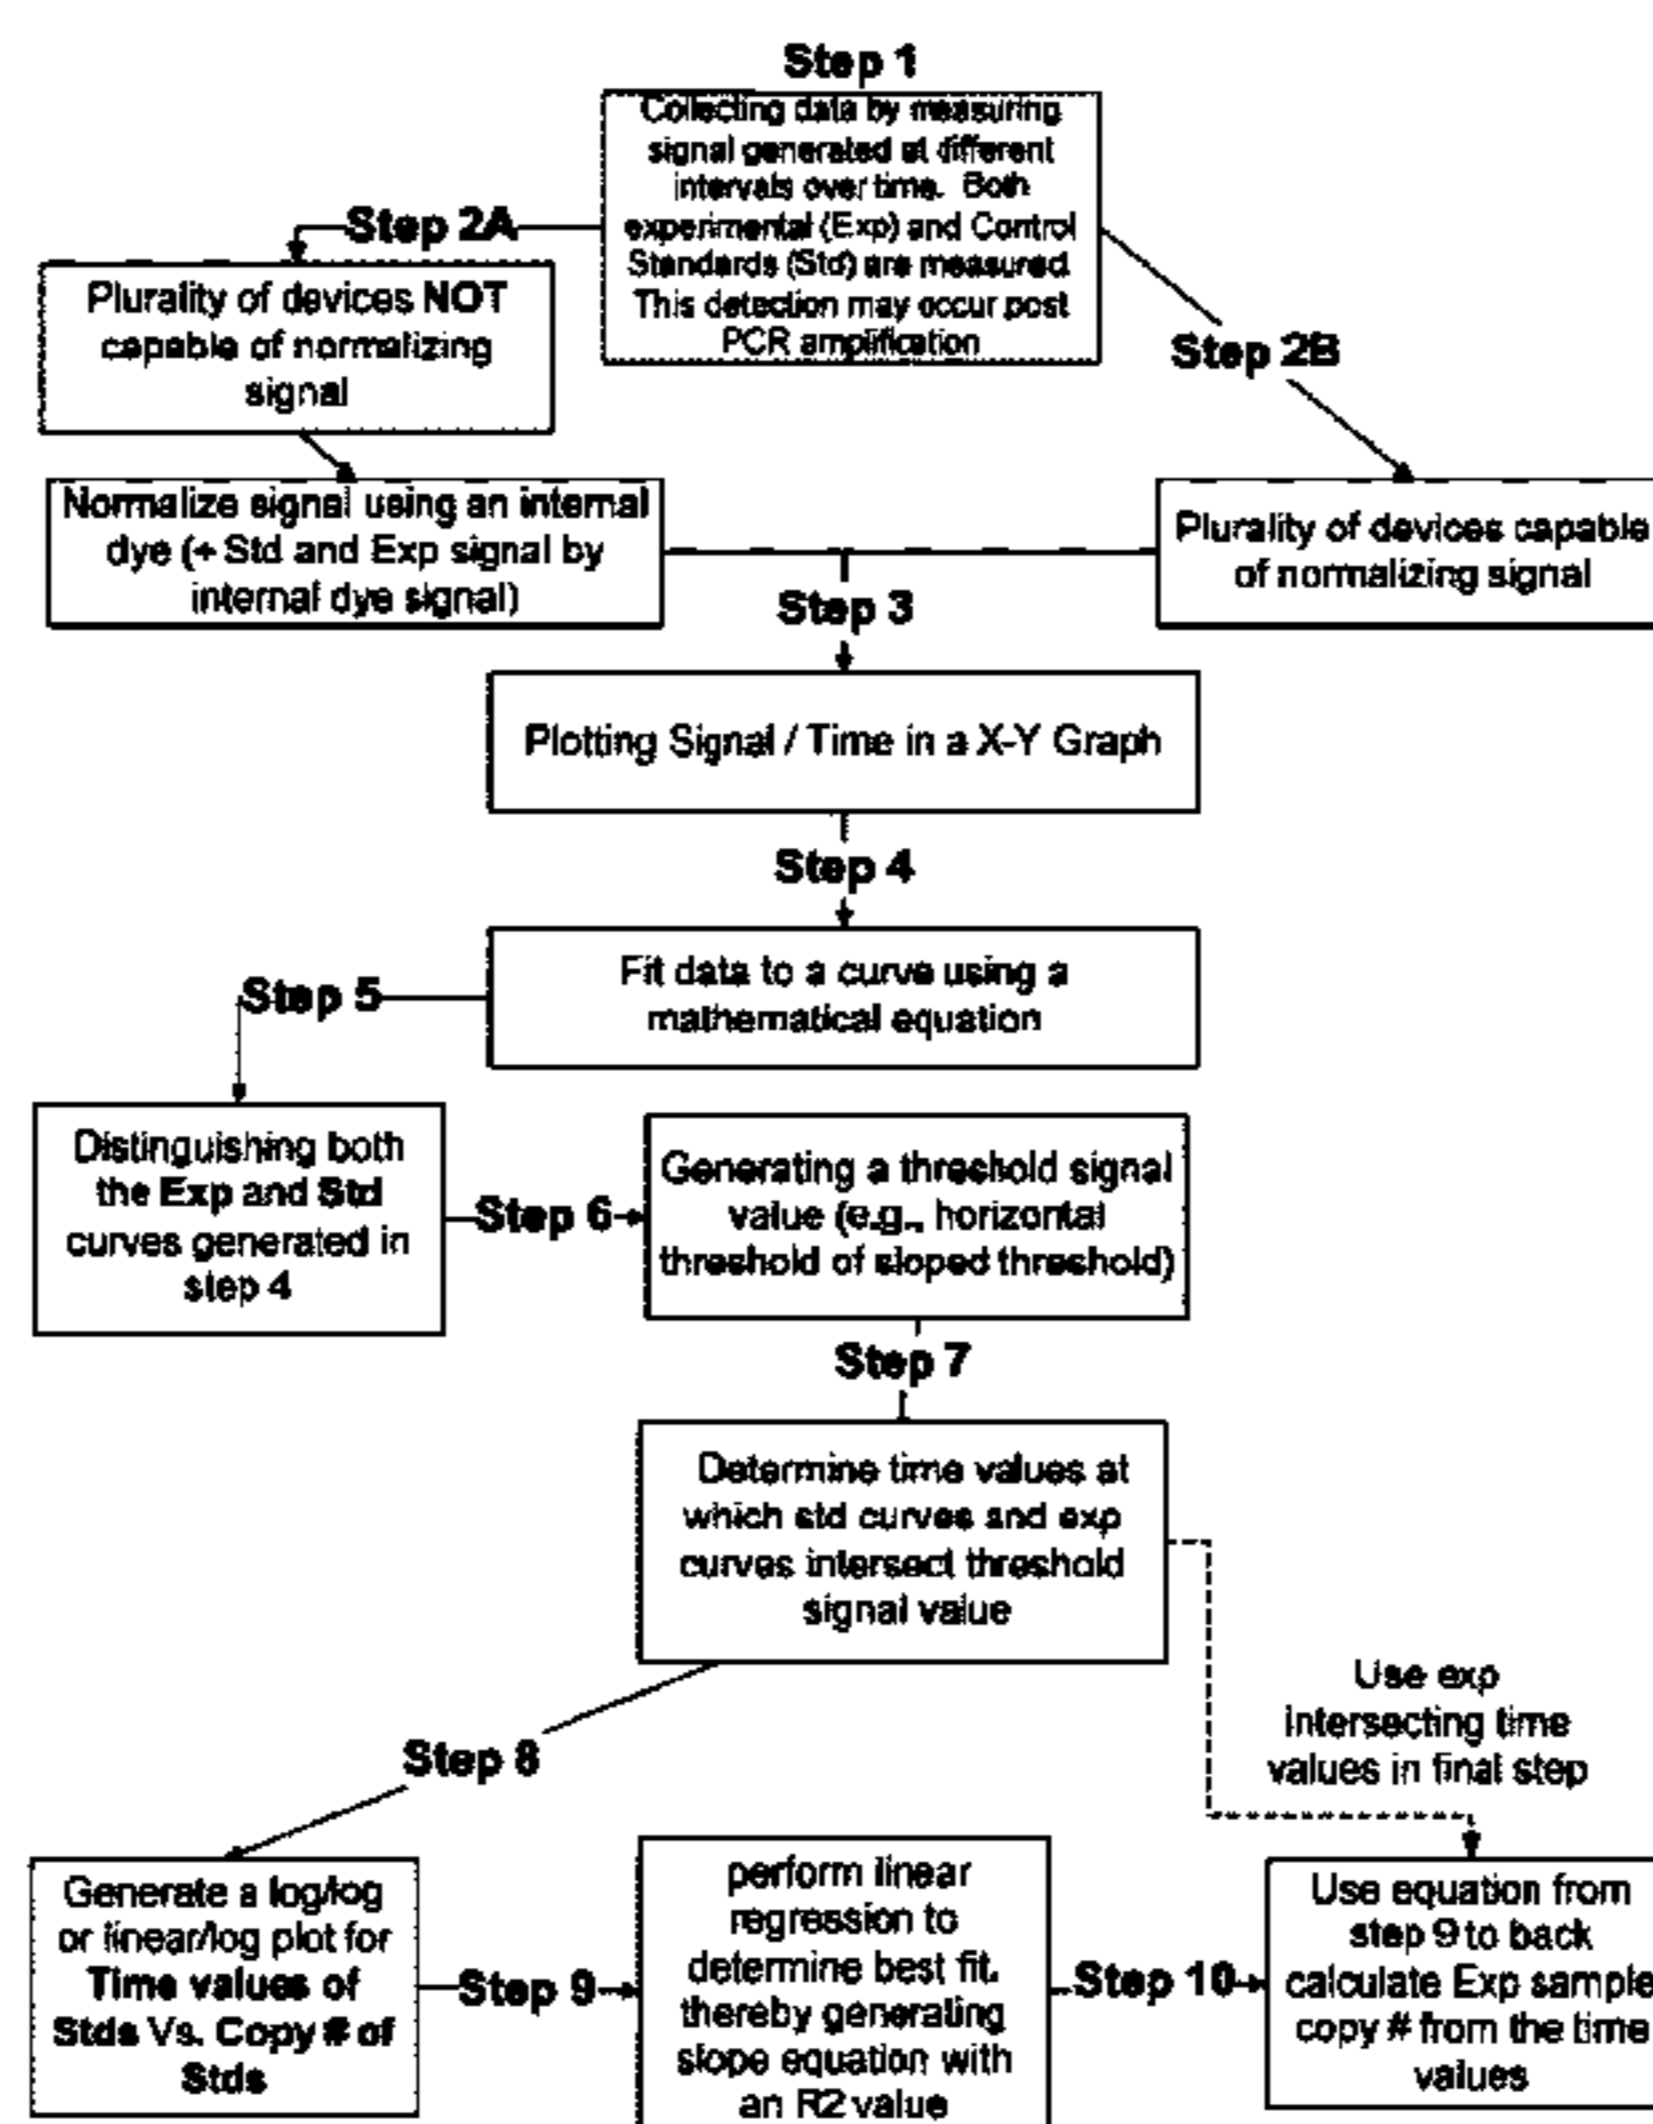 Step 1
Collecting data by measuring
signal generated at different
intervals over time. Both
experimental (Exp) and Control
Standards (Std) are measured
This detection may occur post
PCR amplification
Step 2A
Step 2B
Plurality of devices NOT
capable of normalizing
signal
Normalize signal using an internal
dye (÷ Std and Exp signal by
internal dye signal)
Plurality of devices capable
of normalizing signal
Step 3
Plotting Signal / Time in a X-Y Graph
Step 4
Fit data to a curve using a
mathematical equation
Step 5
Distinguishing both
the Exp and Std
curves generated in
step 4
Step 6
Generating a threshold signal
value (e.g., horizontal
threshold of sloped threshold)
Step 7
Determine time values at
which std curves and exp
curves intersect threshold
signal value
Use exp
intersecting time
values in final step
Step 8
Generate a log/log
or linear/log plot for
Time values of
Stds Vs. Copy # of
Stds
Step 9
perform linear
regression to
determine best fit.
thereby generating
slope equation with
an R2 value
Step 10
Use equation from
step 9 to back
calculate Exp sample
copy # from the time
values